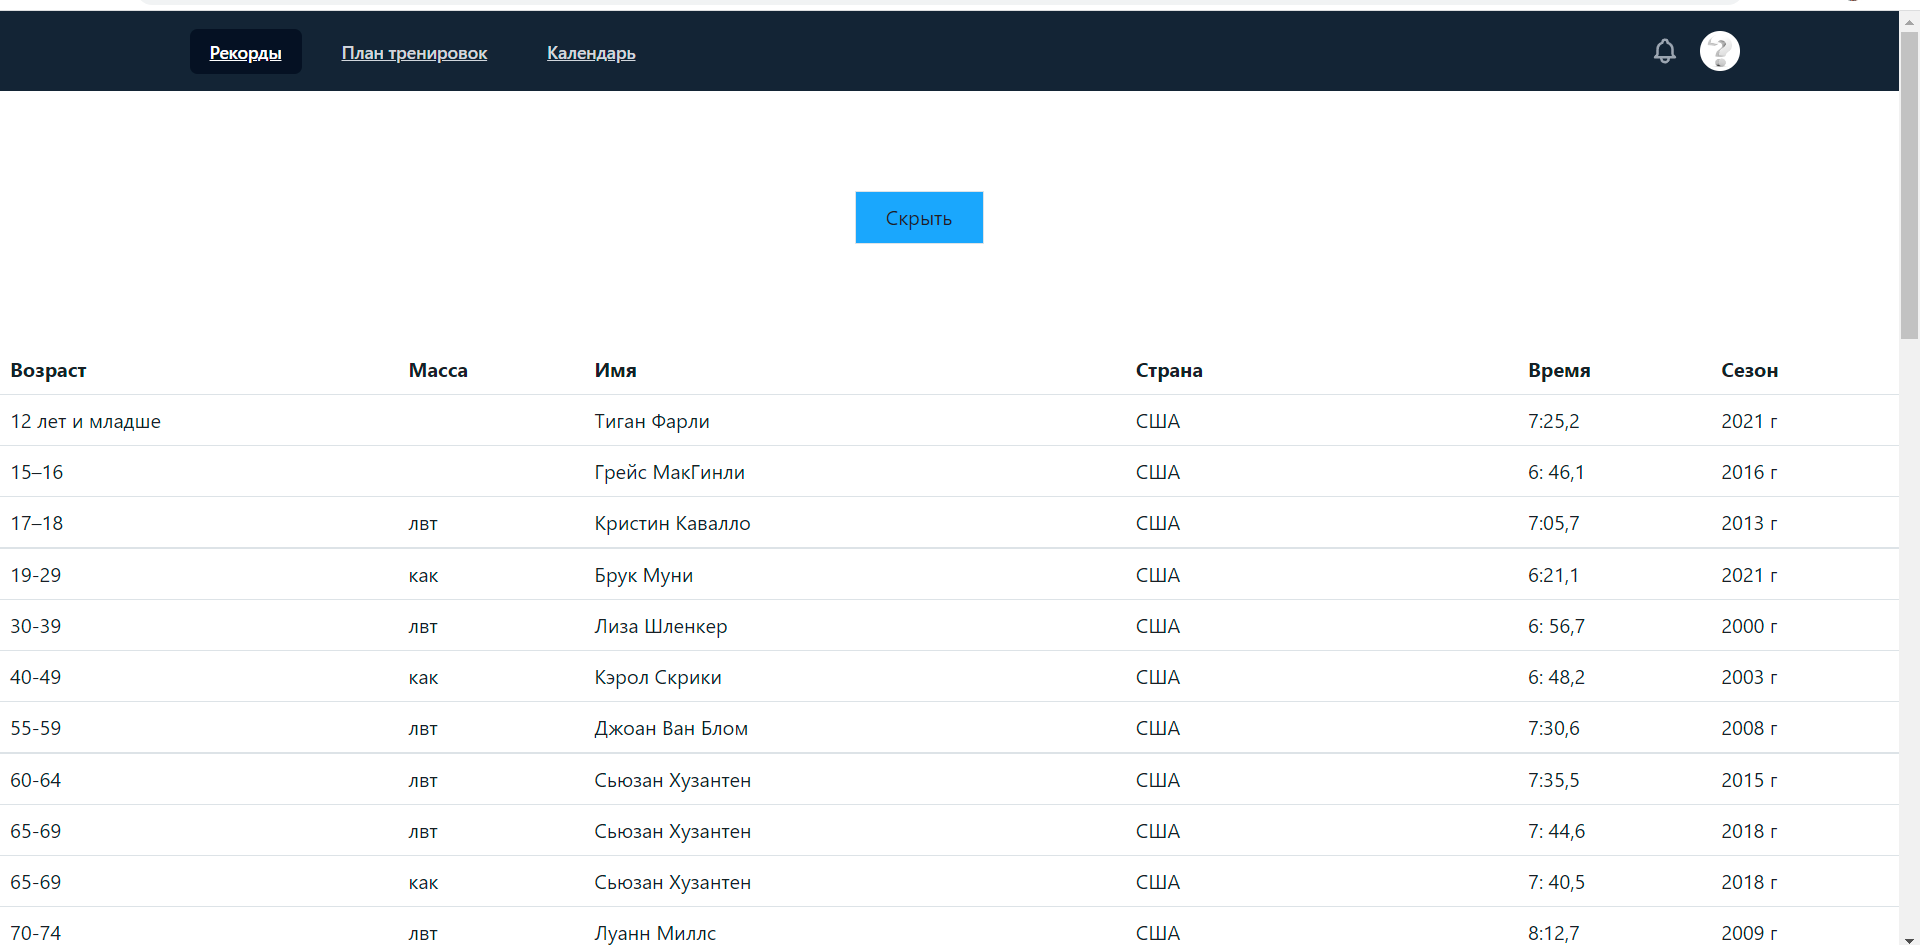 Рекорды План тренировок Календарь
Скрыть
Возраст Масса Имя Страна Время Сезон
12 лет и младше Тиган Фарли США 7:25,2 2021 г
15–16 Грейс МакГинли США 6: 46,1 2016 г
17–18 лвт Кристин Кавалло США 7:05,7 2013 г
19-29 как Брук Муни США 6:21,1 2021 г
30-39 лвт Лиза Шленкер США 6: 56,7 2000 г
40-49 как Кэрол Скрики США 6: 48,2 2003 г
55-59 лвт Джоан Ван Блом США 7:30,6 2008 г
60-64 лвт Сьюзан Хузантен США 7:35,5 2015 г
65-69 лвт Сьюзан Хузантен США 7: 44,6 2018 г
65-69 как Сьюзан Хузантен США 7: 40,5 2018 г
70-74 лвт Луанн Миллс США 8:12,7 2009 г